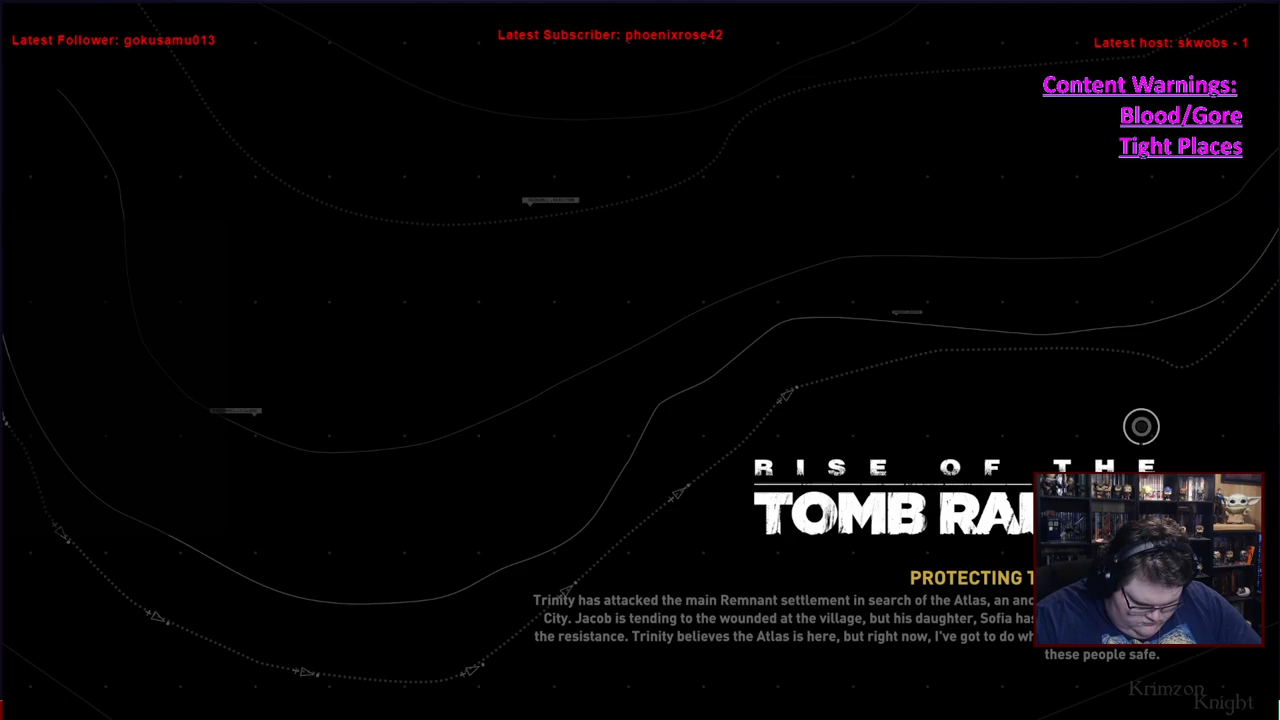 Latest Follower: gokusamu013
Latest Subscriber: phoenixrose42
Latest host: skwobs - 1
Content Warnings:
Blood/Gore
Tight Places
RISE OF THE
TOMB RAI
PROTECTING T
Trinity has attacked the main Remnant settlement in search of the Atlas, an anc
City. Jacob is tending to the wounded at the village, but his daughter, Sofia has
the resistance. Trinity believes the Atlas is here, but right now, I've got to do wh
these people safe.
Krimzon
Knight